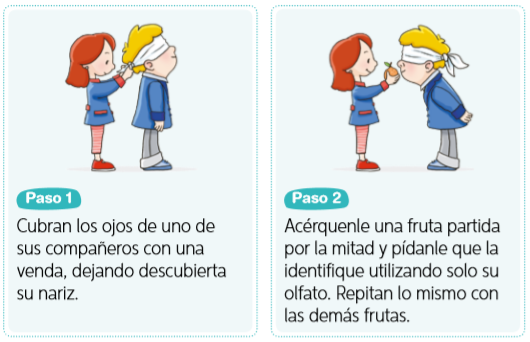 Paso 1
Cubran los ojos de uno de
sus compañeros con una
venda, dejando descubierta
su nariz.
Paso 2
Acérquenle una fruta partida
por la mitad y pídanle que la
identifique utilizando solo su
olfato. Repitan lo mismo con
las demás frutas.